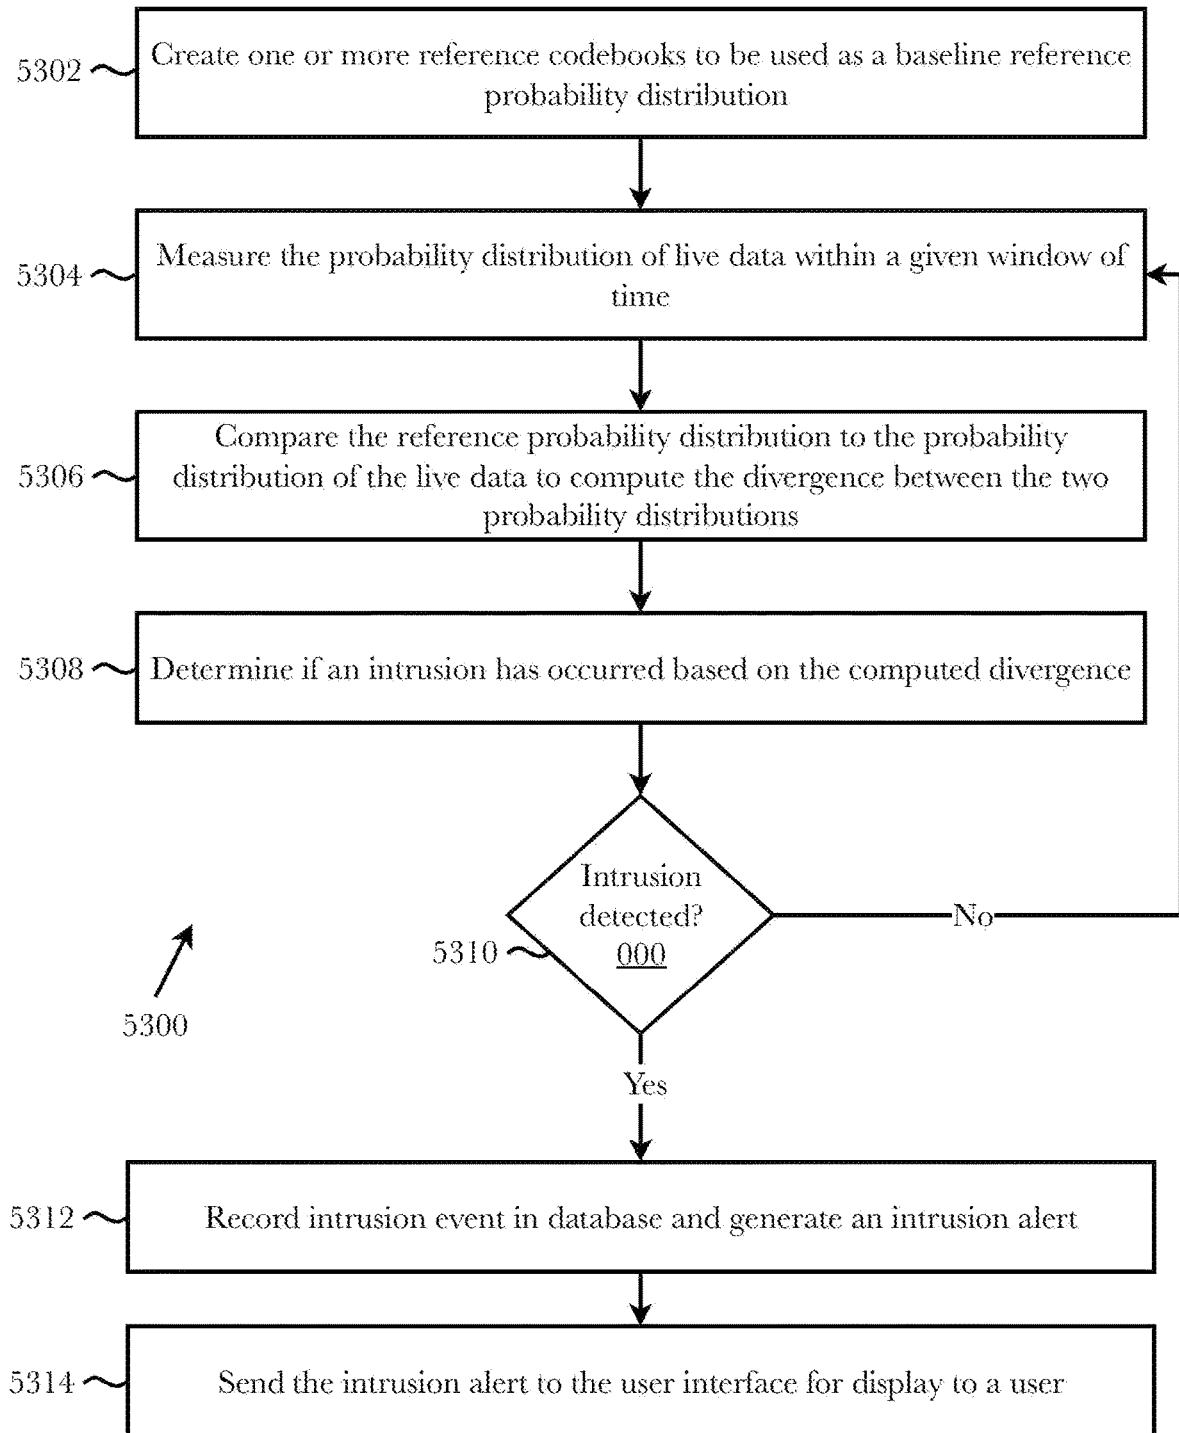 5302
Create one or more reference codebooks to be used as a baseline reference
probability distribution
5304
Measure the probability distribution of live data within a given window of
time
5306
Compare the reference probability distribution to the probability
distribution of the live data to compute the divergence between the two
probability distributions
5308
Determine if an intrusion has occurred based on the computed divergence
Intrusion
detected?
000
5310
No
5300
Yes
5312
Record intrusion event in database and generate an intrusion alert
5314
Send the intrusion alert to the user interface for display to a user